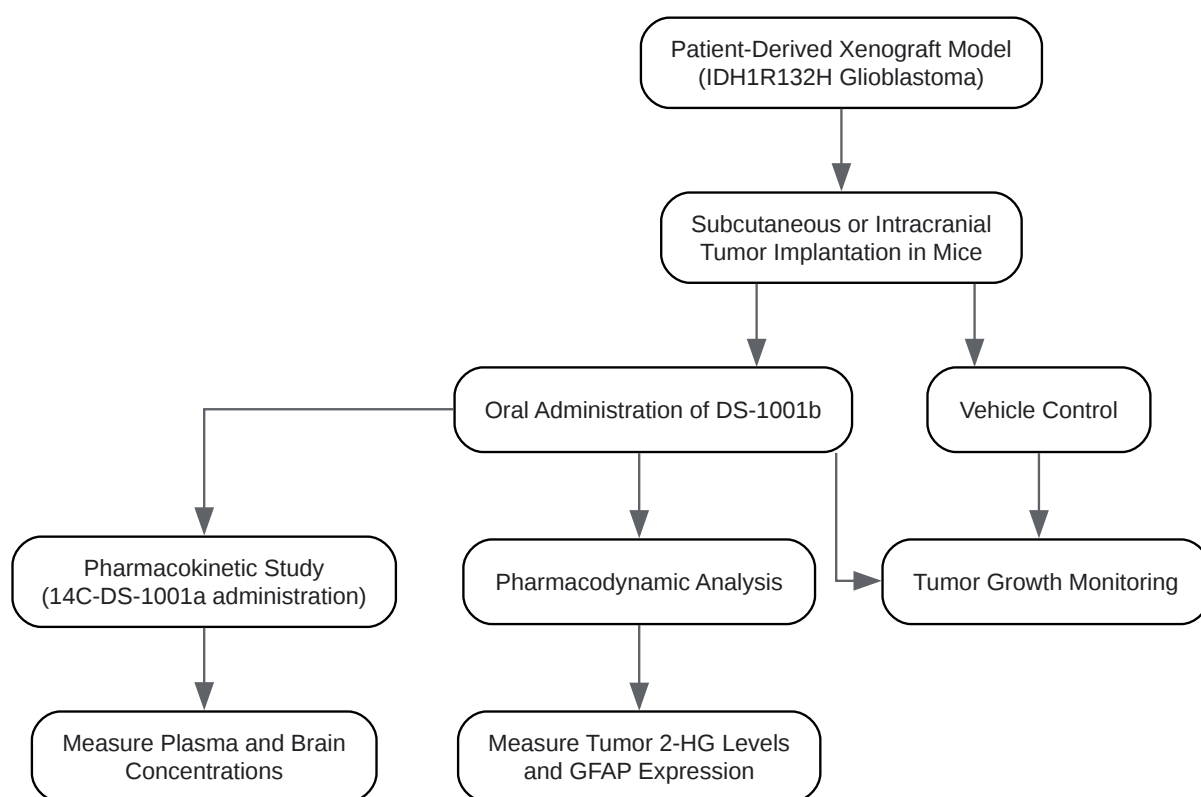 Patient-Derived Xenograft Model
(IDH1R132H Glioblastoma)
Subcutaneous or Intracranial
Tumor Implantation in Mice
Oral Administration of DS-1001b
Vehicle Control
Pharmacokinetic Study
(14C-DS-1001a administration)
Pharmacodynamic Analysis
Tumor Growth Monitoring
Measure Plasma and Brain
Concentrations
Measure Tumor 2-HG Levels
and GFAP Expression